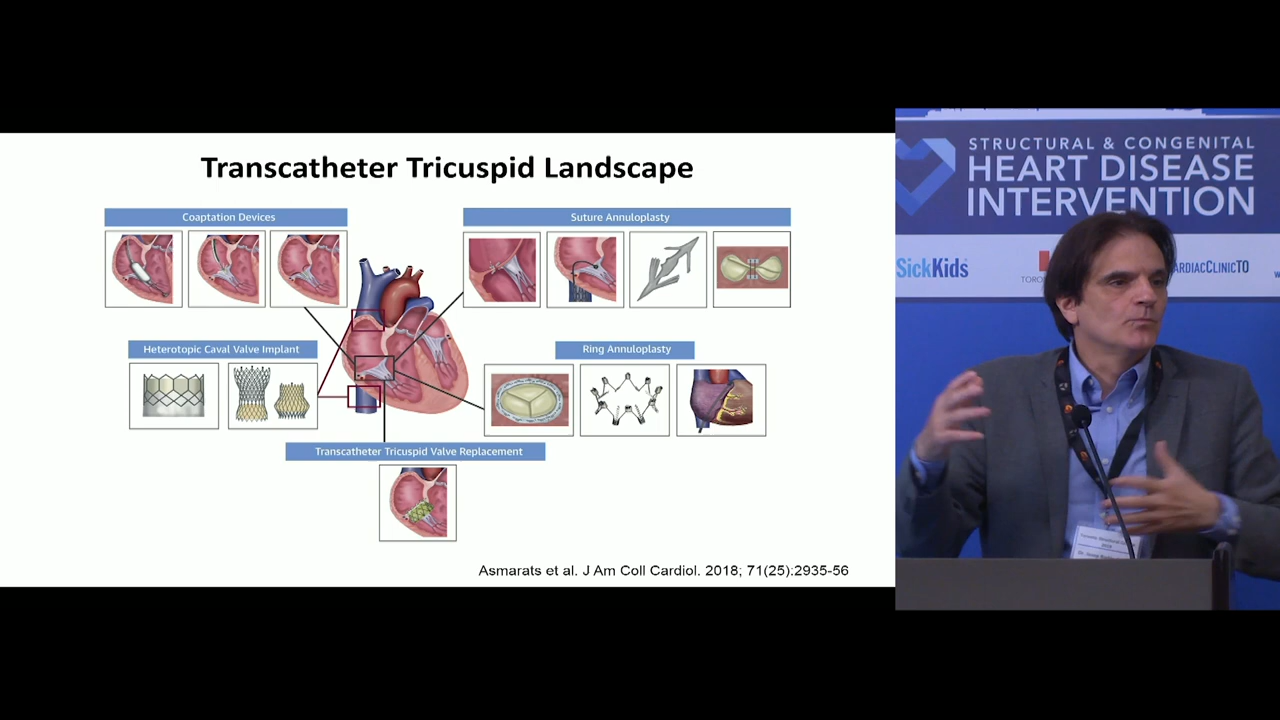 Transcatheter Tricuspid Landscape
Coaptation Devices
Suture Annuloplasty
Heterotopic Caval Valve Implant
Ring Annuloplasty
Transcatheter Tricuspid Valve Replacement
Asmarats et al. J Am Coll Cardiol. 2018; 71(25):2935-56
STRUCTURAL & CONGENITAL
HEART DISEASE
INTERVENTION
SickKids